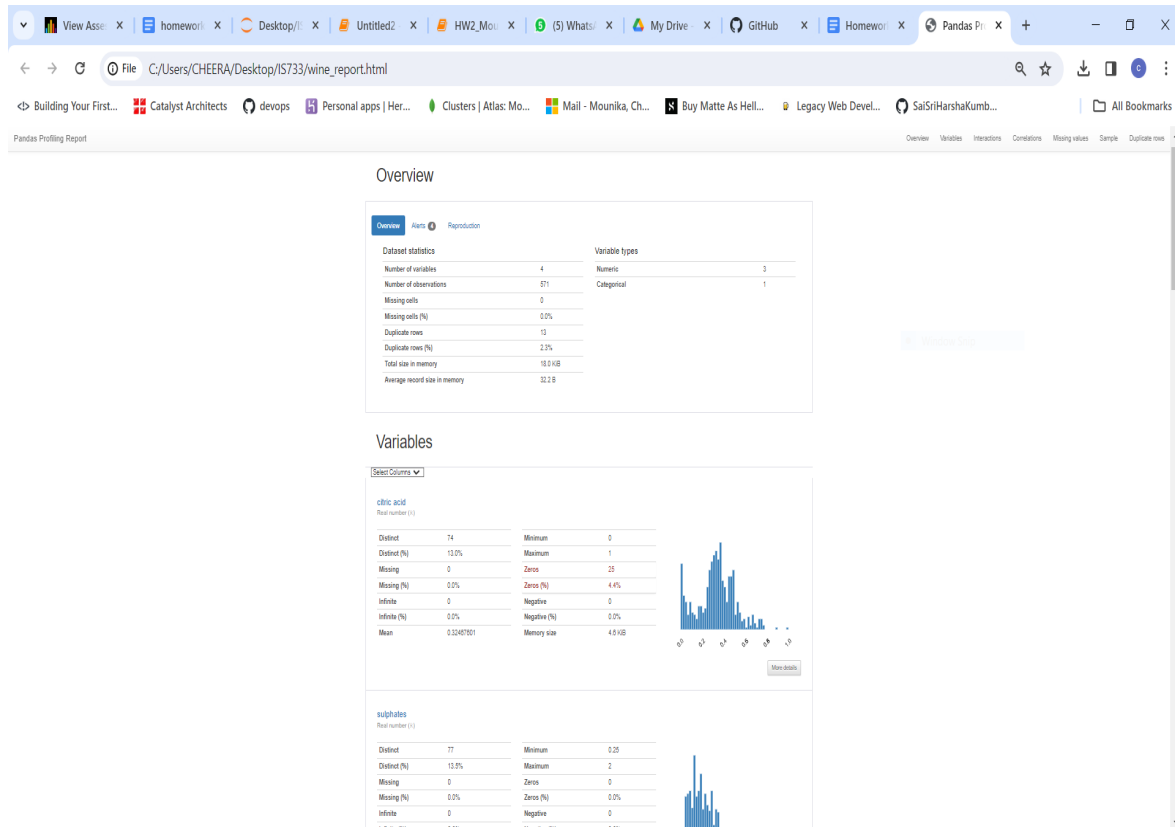 View Asse
homework
Desktop/IS
Untitled2
HW2_Mou
(5) WhatsA
My Drive -
GitHub
Homewor
Pandas Pr
File C:/Users/CHEERA/Desktop/IS733/wine_report.html
Building Your First... Catalyst Architects devops Personal apps | Her... Clusters | Atlas: Mo... Mail - Mounika, Ch... Buy Matte As Hell... Legacy Web Devel... SaiSriHarshaKumb... All Bookmarks
Pandas Profiling Report Overview Variables Interactions Correlations Missing values Sample Duplicate rows
Overview
Overview Alerts 4 Reproduction
Dataset statistics
Number of variables 4
Number of observations 571
Missing cells 0
Missing cells (%) 0.0%
Duplicate rows 13
Duplicate rows (%) 2.3%
Total size in memory 18.0 KiB
Average record size in memory 32.2 B
Variable types
Numeric 3
Categorical 1
Variables
Select Columns
citric acid
Real number (ℝ)
Distinct 74
Distinct (%) 13.0%
Missing 0
Missing (%) 0.0%
Infinite 0
Infinite (%) 0.0%
Mean 0.32467601
Minimum 0
Maximum 1
Zeros 25
Zeros (%) 4.4%
Negative 0
Negative (%) 0.0%
Memory size 4.6 KiB
0.0 0.2 0.4 0.6 0.8 1.0
More details
sulphates
Real number (ℝ)
Distinct 77
Distinct (%) 13.5%
Missing 0
Missing (%) 0.0%
Infinite 0
Minimum 0.25
Maximum 2
Zeros 0
Zeros (%) 0.0%
Negative 0